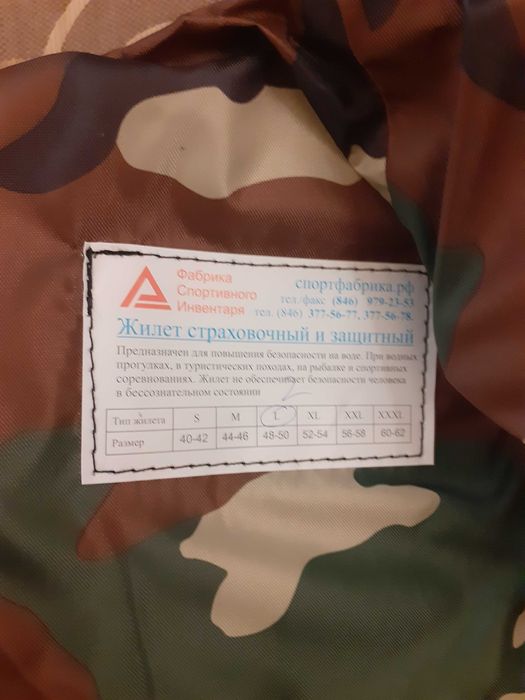 Фабрика
Спортивного
Инвентаря
спортфабрика.рф
тел./факс (846) 979-23-53
тел. (846) 377-56-77, 377-56-78.
Жилет страховочный и защитный
Предназначен для повышения безопасности на воде. При водных
прогулках, в туристических походах, на рыбалке и спортивных
соревнованиях. Жилет не обеспечивает безопасности человека
в бессознательном состоянии
Тип жилета S M L XL XXL XXXL
Размер 40-42 44-46 48-50 52-54 56-58 60-62